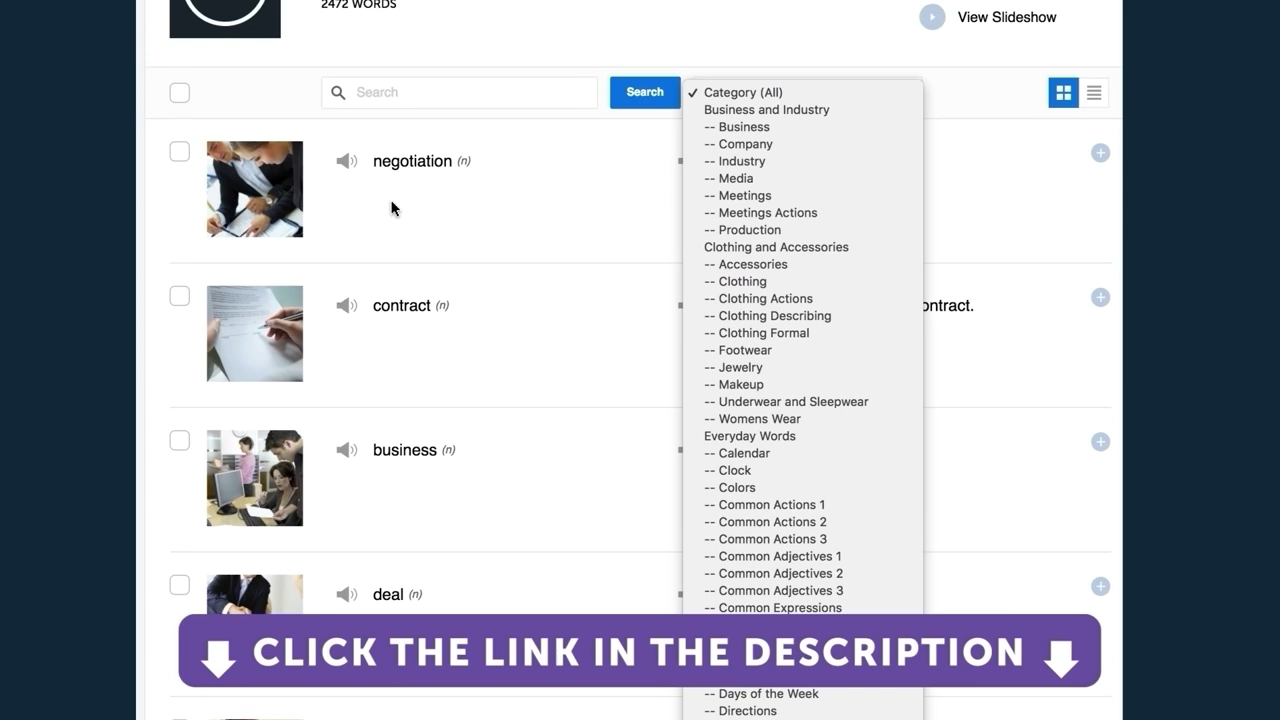 2472 WORDS
View Slideshow
Search
Search
Category (All)
Business and Industry
-- Business
-- Company
-- Industry
-- Media
-- Meetings
-- Meetings Actions
-- Production
Clothing and Accessories
-- Accessories
-- Clothing
-- Clothing Actions
-- Clothing Describing
-- Clothing Formal
-- Footwear
-- Jewelry
-- Makeup
-- Underwear and Sleepwear
-- Womens Wear
Everyday Words
-- Calendar
-- Clock
-- Colors
-- Common Actions 1
-- Common Actions 2
-- Common Actions 3
-- Common Adjectives 1
-- Common Adjectives 2
-- Common Adjectives 3
-- Common Expressions
-- Days of the Week
-- Directions
negotiation (n)
contract (n)
business (n)
deal (n)
CLICK THE LINK IN THE DESCRIPTION